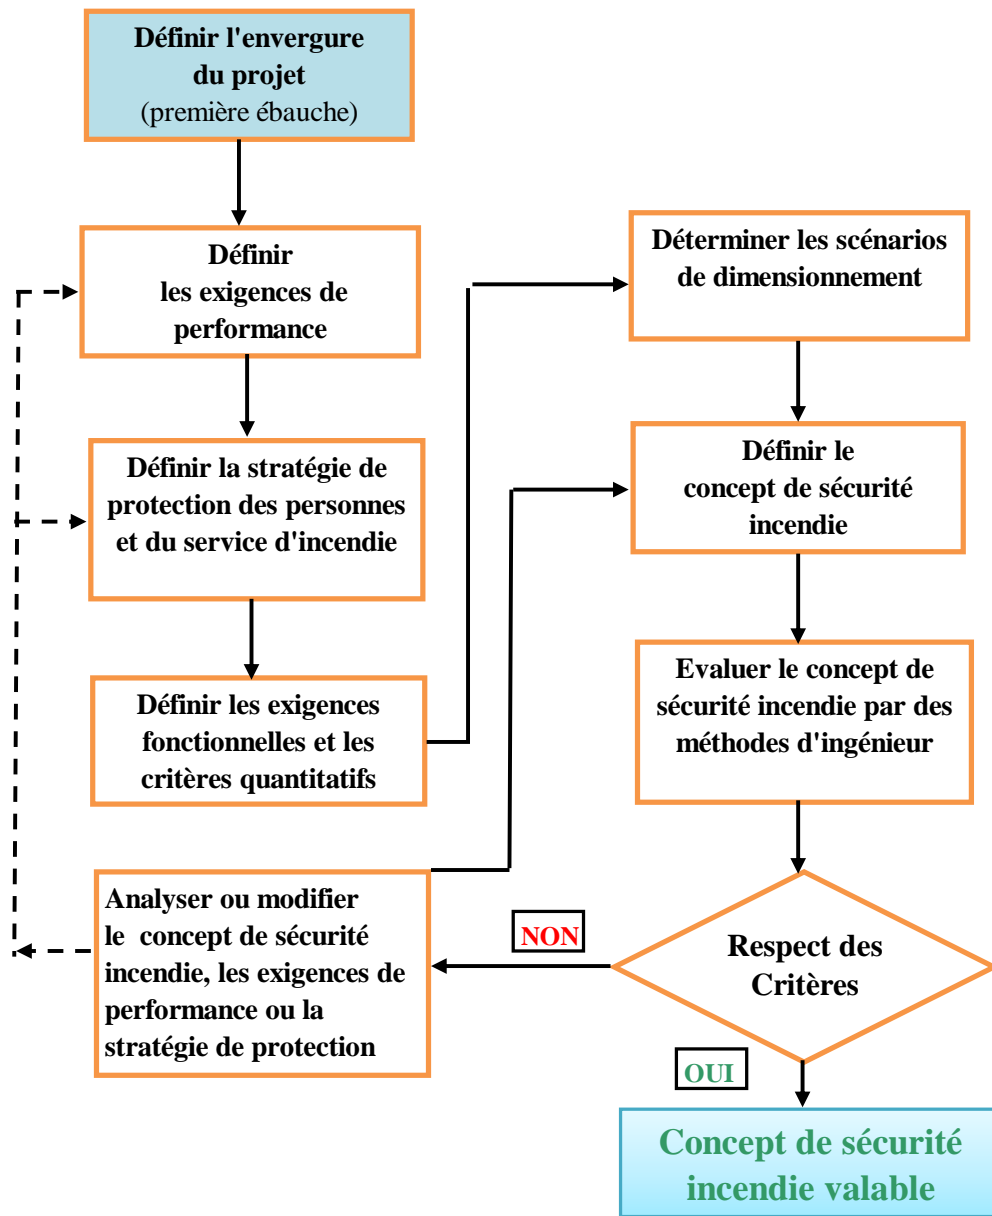 Définir l'envergure
du projet
(première ébauche)
Définir
les exigences de
performance
Définir la stratégie de
protection des personnes
et du service d'incendie
Définir les exigences
fonctionnelles et les
critères quantitatifs
Déterminer les scénarios
de dimensionnement
Définir le
concept de sécurité
incendie
Evaluer le concept de
sécurité incendie par des
méthodes d'ingénieur
Respect des
Critères
NON
Analyser ou modifier
le concept de sécurité
incendie, les exigences de
performance ou la
stratégie de protection
OUI
Concept de sécurité
incendie valable